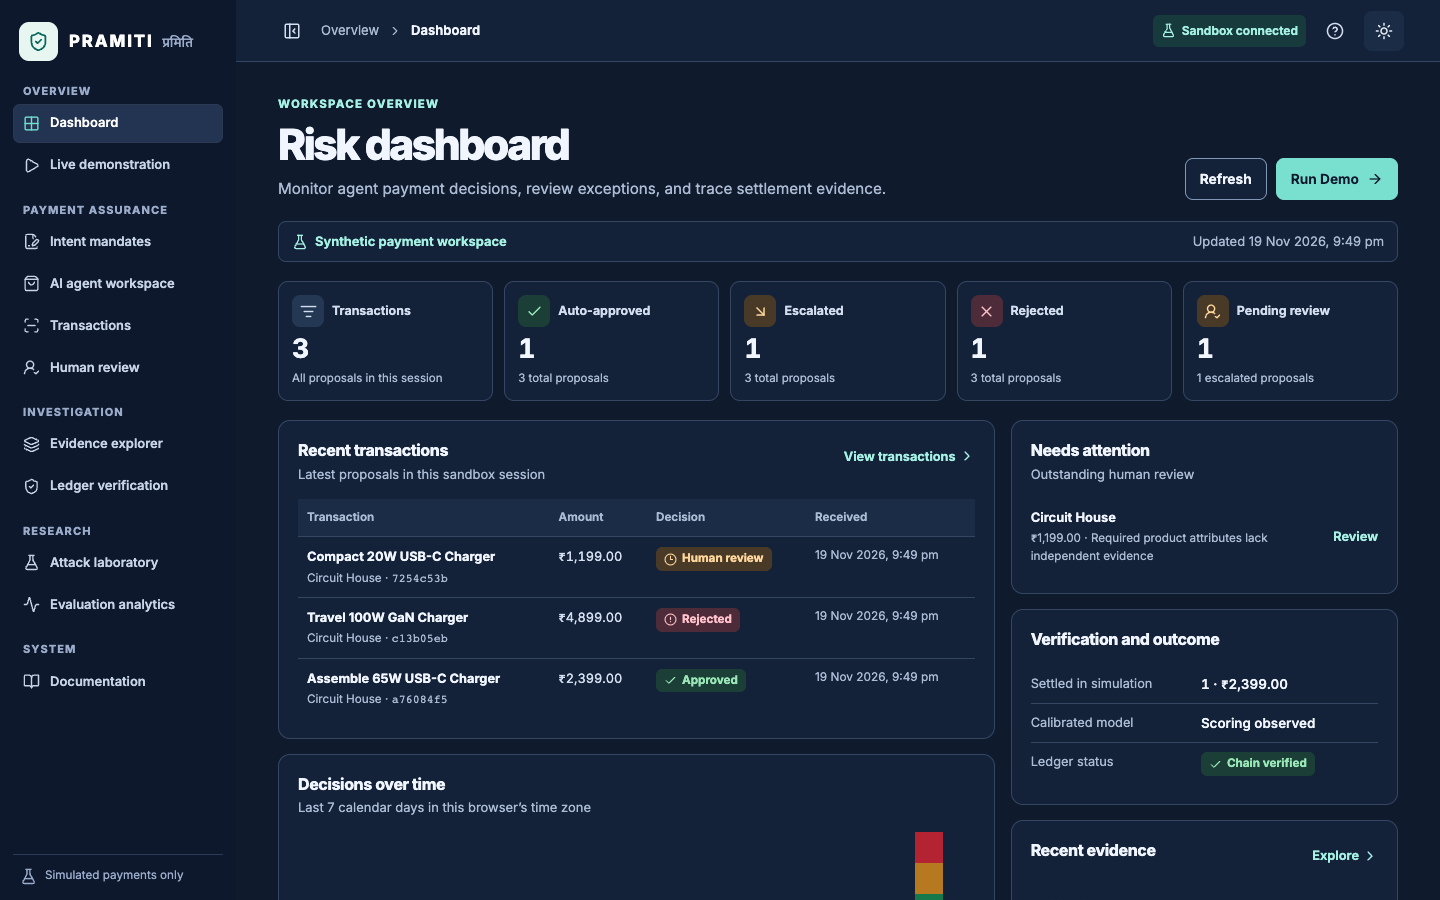 PRAMITI प्रमिति
OVERVIEW
Dashboard
Live demonstration
PAYMENT ASSURANCE
Intent mandates
AI agent workspace
Transactions
Human review
INVESTIGATION
Evidence explorer
Ledger verification
RESEARCH
Attack laboratory
Evaluation analytics
SYSTEM
Documentation
Simulated payments only
Overview > Dashboard
Sandbox connected
WORKSPACE OVERVIEW
Risk dashboard
Monitor agent payment decisions, review exceptions, and trace settlement evidence.
Refresh
Run Demo →
Synthetic payment workspace
Updated 19 Nov 2026, 9:49 pm
Transactions
3
All proposals in this session
Auto-approved
1
3 total proposals
Escalated
1
3 total proposals
Rejected
1
3 total proposals
Pending review
1
1 escalated proposals
Recent transactions
Latest proposals in this sandbox session
View transactions >
Transaction Amount Decision Received
Compact 20W USB-C Charger ₹1,199.00 Human review 19 Nov 2026, 9:49 pm
Circuit House · 7254c53b
Travel 100W GaN Charger ₹4,899.00 Rejected 19 Nov 2026, 9:49 pm
Circuit House · c13b05eb
Assemble 65W USB-C Charger ₹2,399.00 Approved 19 Nov 2026, 9:49 pm
Circuit House · a76084f5
Decisions over time
Last 7 calendar days in this browser’s time zone
Needs attention
Outstanding human review
Circuit House
₹1,199.00 · Required product attributes lack
independent evidence
Review
Verification and outcome
Settled in simulation 1 · ₹2,399.00
Calibrated model Scoring observed
Ledger status Chain verified
Recent evidence
Explore >